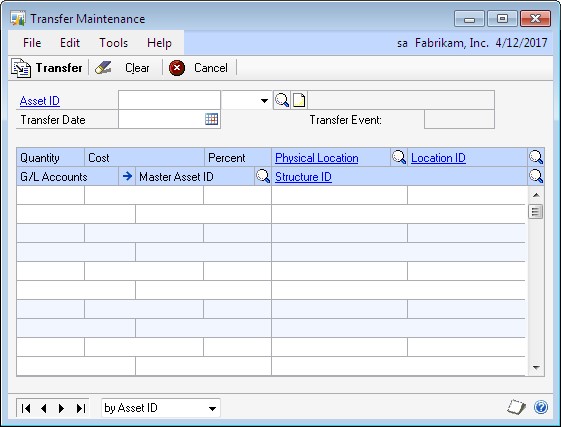 Transfer Maintenance
File Edit Tools Help sa Fabrikam, Inc. 4/12/2017
Transfer Clear Cancel
Asset ID
Transfer Date Transfer Event:
Quantity Cost Percent Physical Location Location ID
G/L Accounts Master Asset ID Structure ID
by Asset ID